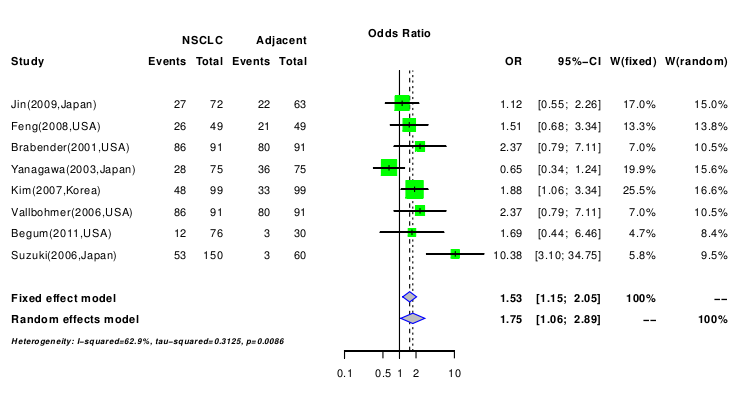 Odds Ratio
NSCLC Adjacent
Study Events Total Events Total OR 95%−CI W(fixed) W(random)
Jin(2009,Japan) 27 72 22 63 1.12 [0.55; 2.26] 17.0% 15.0%
Feng(2008,USA) 26 49 21 49 1.51 [0.68; 3.34] 13.3% 13.8%
Brabender(2001,USA) 86 91 80 91 2.37 [0.79; 7.11] 7.0% 10.5%
Yanagawa(2003,Japan) 28 75 36 75 0.65 [0.34; 1.24] 19.9% 15.6%
Kim(2007,Korea) 48 99 33 99 1.88 [1.06; 3.34] 25.5% 16.6%
Vallbohmer(2006,USA) 86 91 80 91 2.37 [0.79; 7.11] 7.0% 10.5%
Begum(2011,USA) 12 76 3 30 1.69 [0.44; 6.46] 4.7% 8.4%
Suzuki(2006,Japan) 53 150 3 60 10.38 [3.10; 34.75] 5.8% 9.5%
Fixed effect model 1.53 [1.15; 2.05] 100% −−
Random effects model 1.75 [1.06; 2.89] −− 100%
Heterogeneity: I−squared=62.9%, tau−squared=0.3125, p=0.0086
0.1 0.5 1 2 10